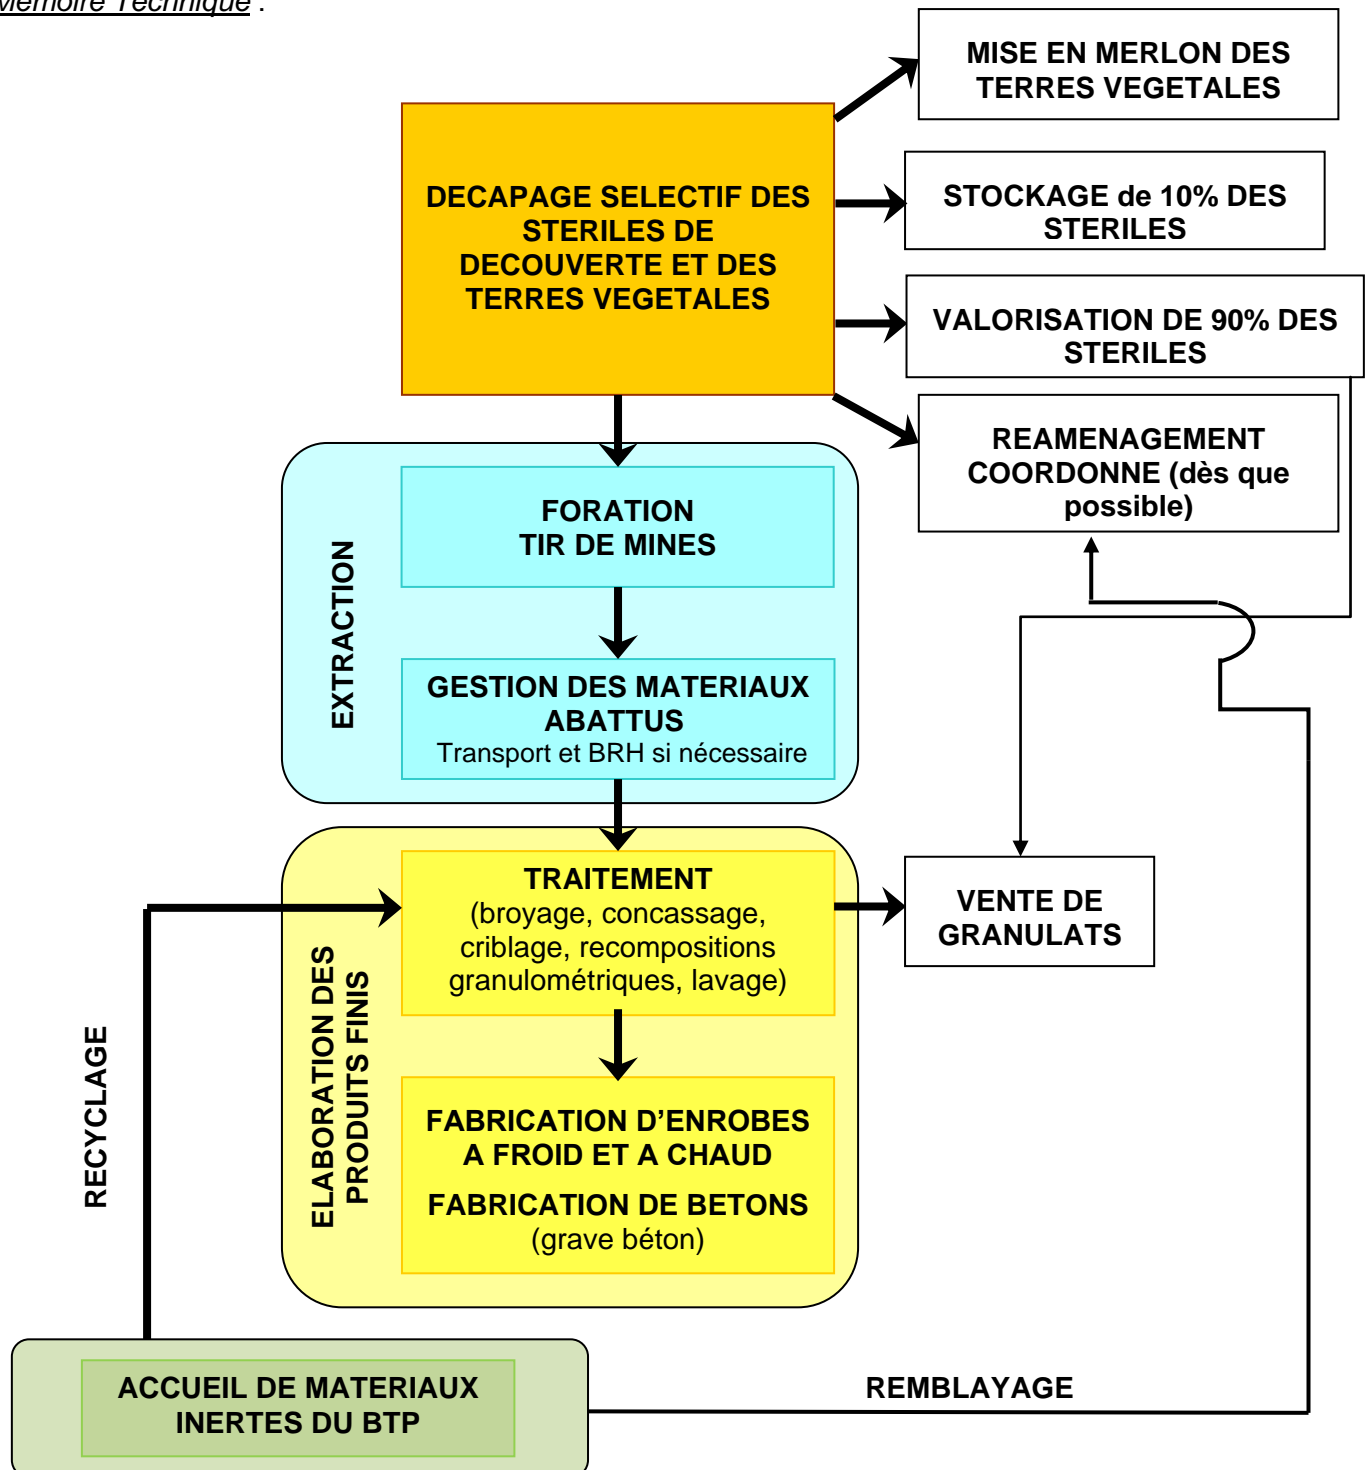 Mémoire Technique :
MISE EN MERLON DES
TERRES VEGETALES
DECAPAGE SELECTIF DES
STERILES DE
DECOUVERTE ET DES
TERRES VEGETALES
STOCKAGE de 10% DES
STERILES
VALORISATION DE 90% DES
STERILES
REAMENAGEMENT
COORDONNE (dès que
possible)
EXTRACTION
FORATION
TIR DE MINES
GESTION DES MATERIAUX
ABATTUS
Transport et BRH si nécessaire
ELABORATION DES
PRODUITS FINIS
TRAITEMENT
(broyage, concassage,
criblage, recompositions
granulométriques, lavage)
VENTE DE
GRANULATS
RECYCLAGE
FABRICATION D’ENROBES
A FROID ET A CHAUD
FABRICATION DE BETONS
(grave béton)
ACCUEIL DE MATERIAUX
INERTES DU BTP
REMBLAYAGE